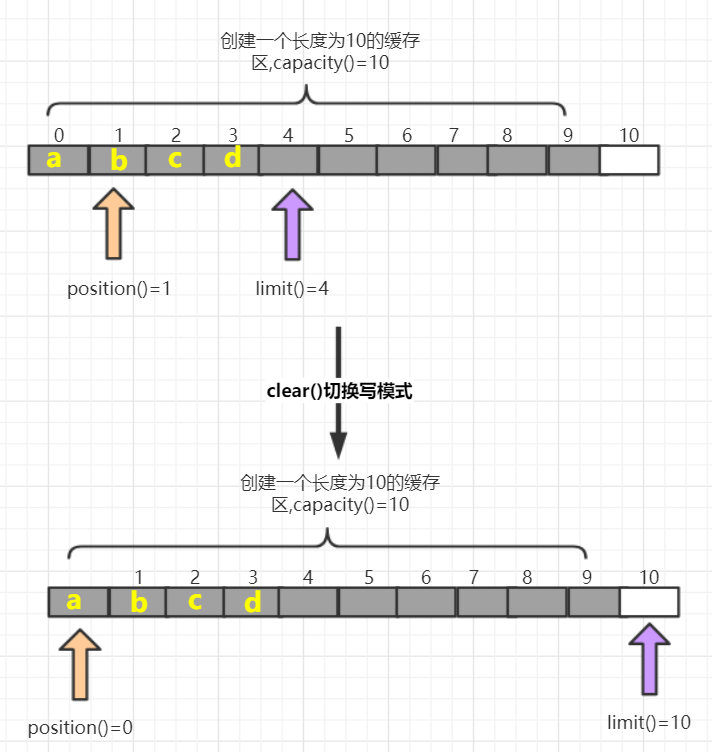 创建一个长度为10的缓存
区,capacity()=10
0 1 2 3 4 5 6 7 8 9 10
a b c d
position()=1 limit()=4
clear()切换写模式
创建一个长度为10的缓存
区,capacity()=10
1 2 3 4 5 6 7 8 9 10
a b c d
position()=0 limit()=10